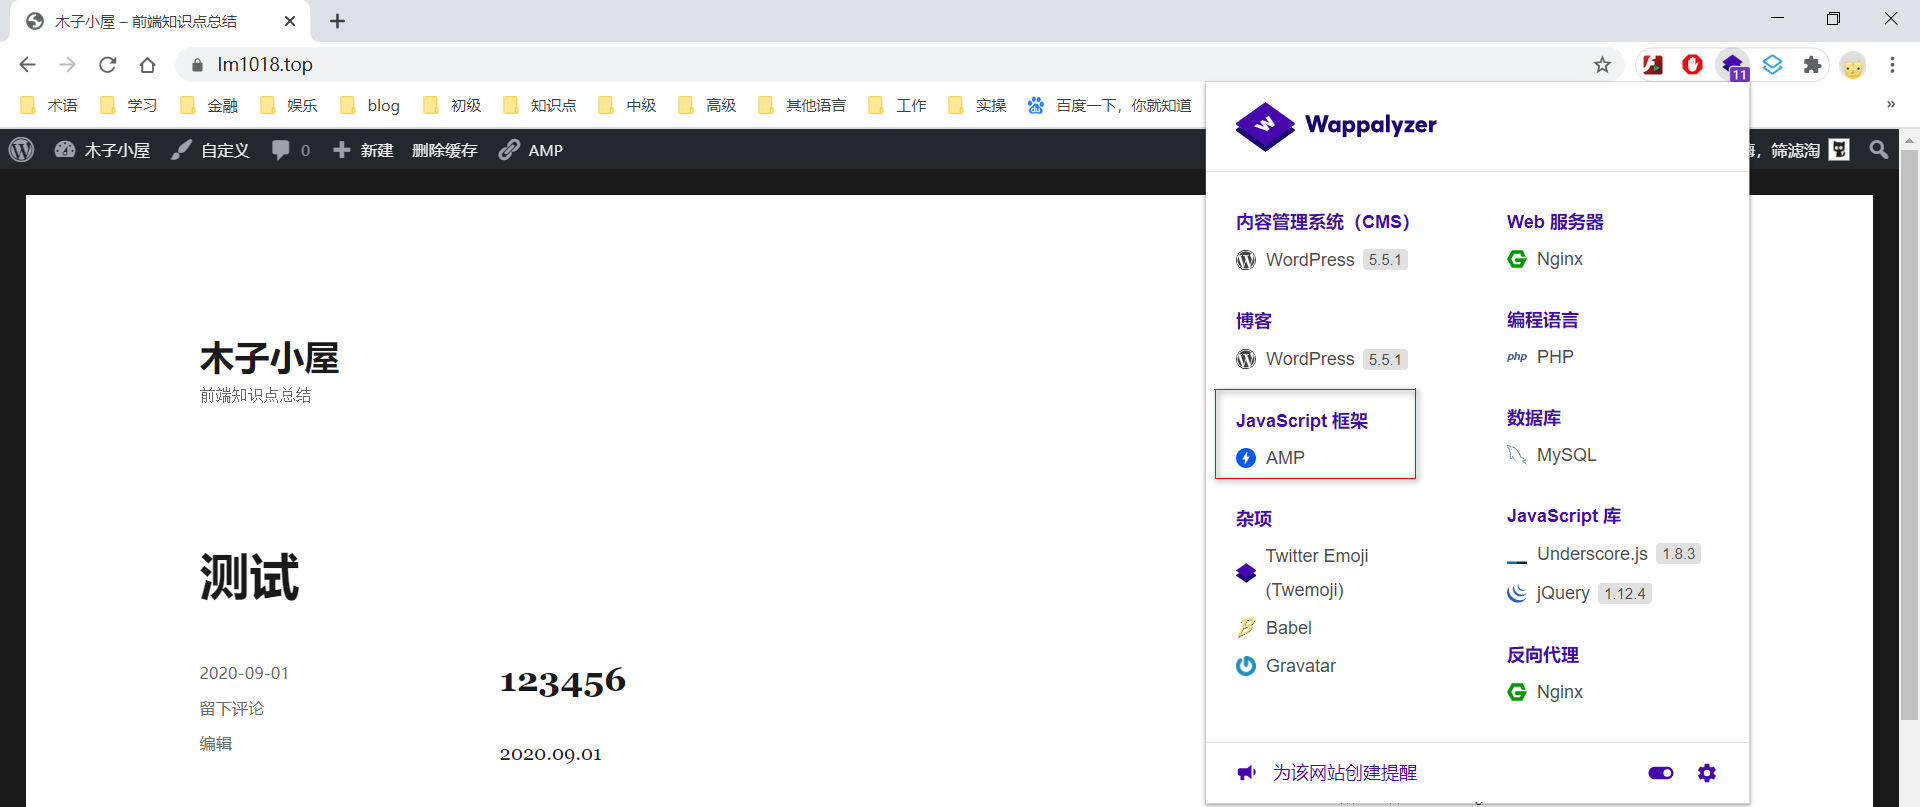 木子小屋 – 前端知识点总结
lm1018.top
11
术语 学习 金融 娱乐 blog 初级 知识点 中级 高级 其他语言 工作 实操 百度一下，你就知道 »
木子小屋 自定义 0 新建 删除缓存 AMP
，筛滤淘
木子小屋
前端知识点总结
测试
2020-09-01
留下评论
编辑
123456
2020.09.01
Wappalyzer
内容管理系统（CMS）
WordPress 5.5.1
博客
WordPress 5.5.1
JavaScript 框架
AMP
杂项
Twitter Emoji
(Twemoji)
Babel
Gravatar
Web 服务器
Nginx
编程语言
php PHP
数据库
MySQL
JavaScript 库
Underscore.js 1.8.3
jQuery 1.12.4
反向代理
Nginx
为该网站创建提醒